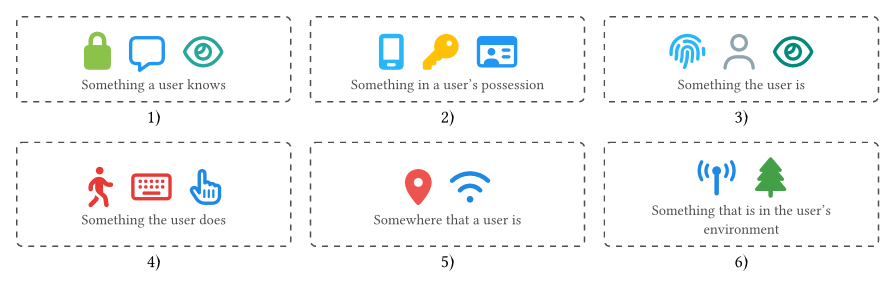 Something a user knows
Something in a user's possession
Something the user is
1)
2)
3)
Something the user does
Somewhere that a user is
Something that is in the user's
environment
4)
5)
6)